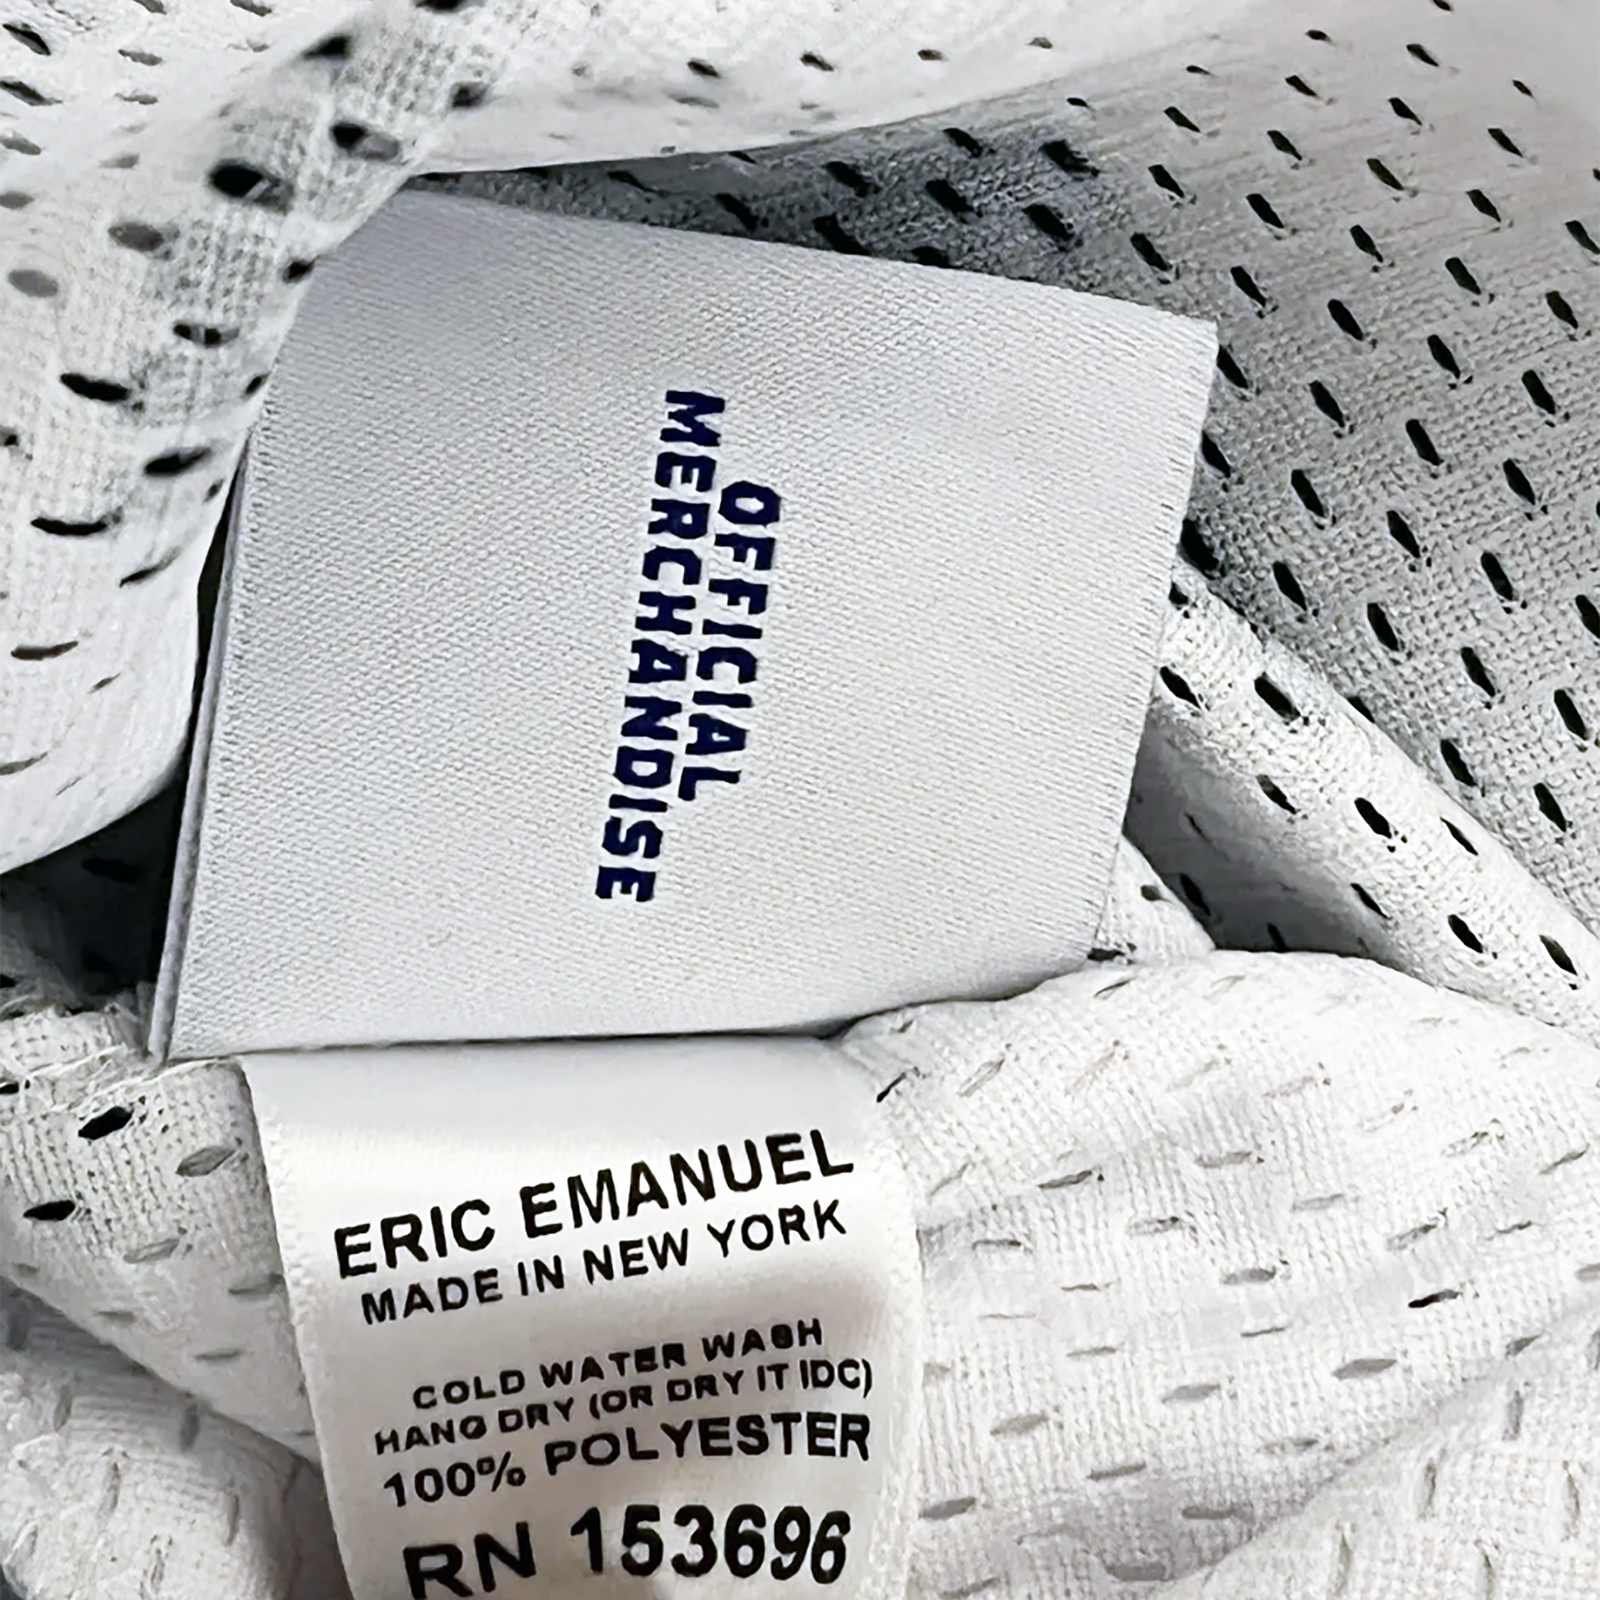 OFFICIAL
MERCHANDISE
ERIC EMANUEL
MADE IN NEW YORK
COLD WATER WASH
HANG DRY (OR DRY IT IDC)
100% POLYESTER
RN 153696